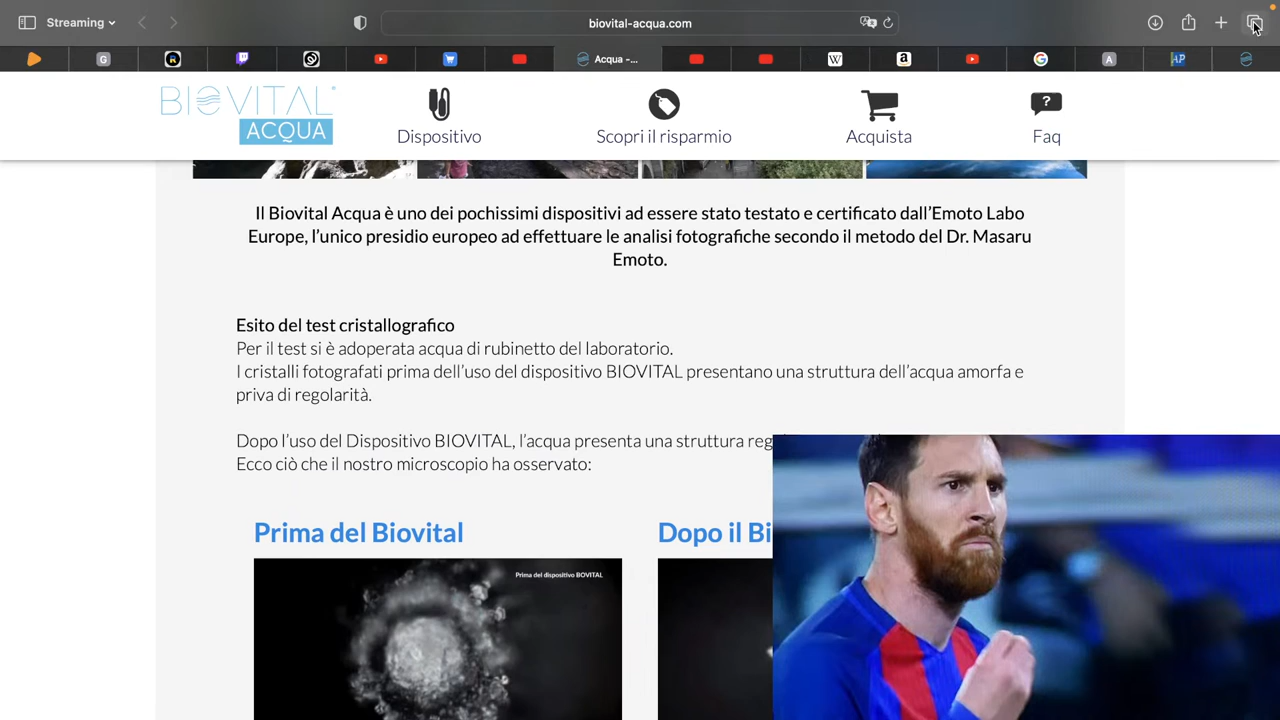 Streaming
biovital-acqua.com
Acqua -...
BIOVITAL
ACQUA
Dispositivo
Scopri il risparmio
Acquista
Faq
Il Biovital Acqua è uno dei pochissimi dispositivi ad essere stato testato e certificato dall'Emoto Labo
Europe, l'unico presidio europeo ad effettuare le analisi fotografiche secondo il metodo del Dr. Masaru
Emoto.
Esito del test cristallografico
Per il test si è adoperata acqua di rubinetto del laboratorio.
I cristalli fotografati prima dell'uso del dispositivo BIOVITAL presentano una struttura dell'acqua amorfa e
priva di regolarità.
Dopo l'uso del Dispositivo BIOVITAL, l'acqua presenta una struttura reg
Ecco ciò che il nostro microscopio ha osservato:
Prima del Biovital
Dopo il Bi
Prima del dispositivo BOVITAL